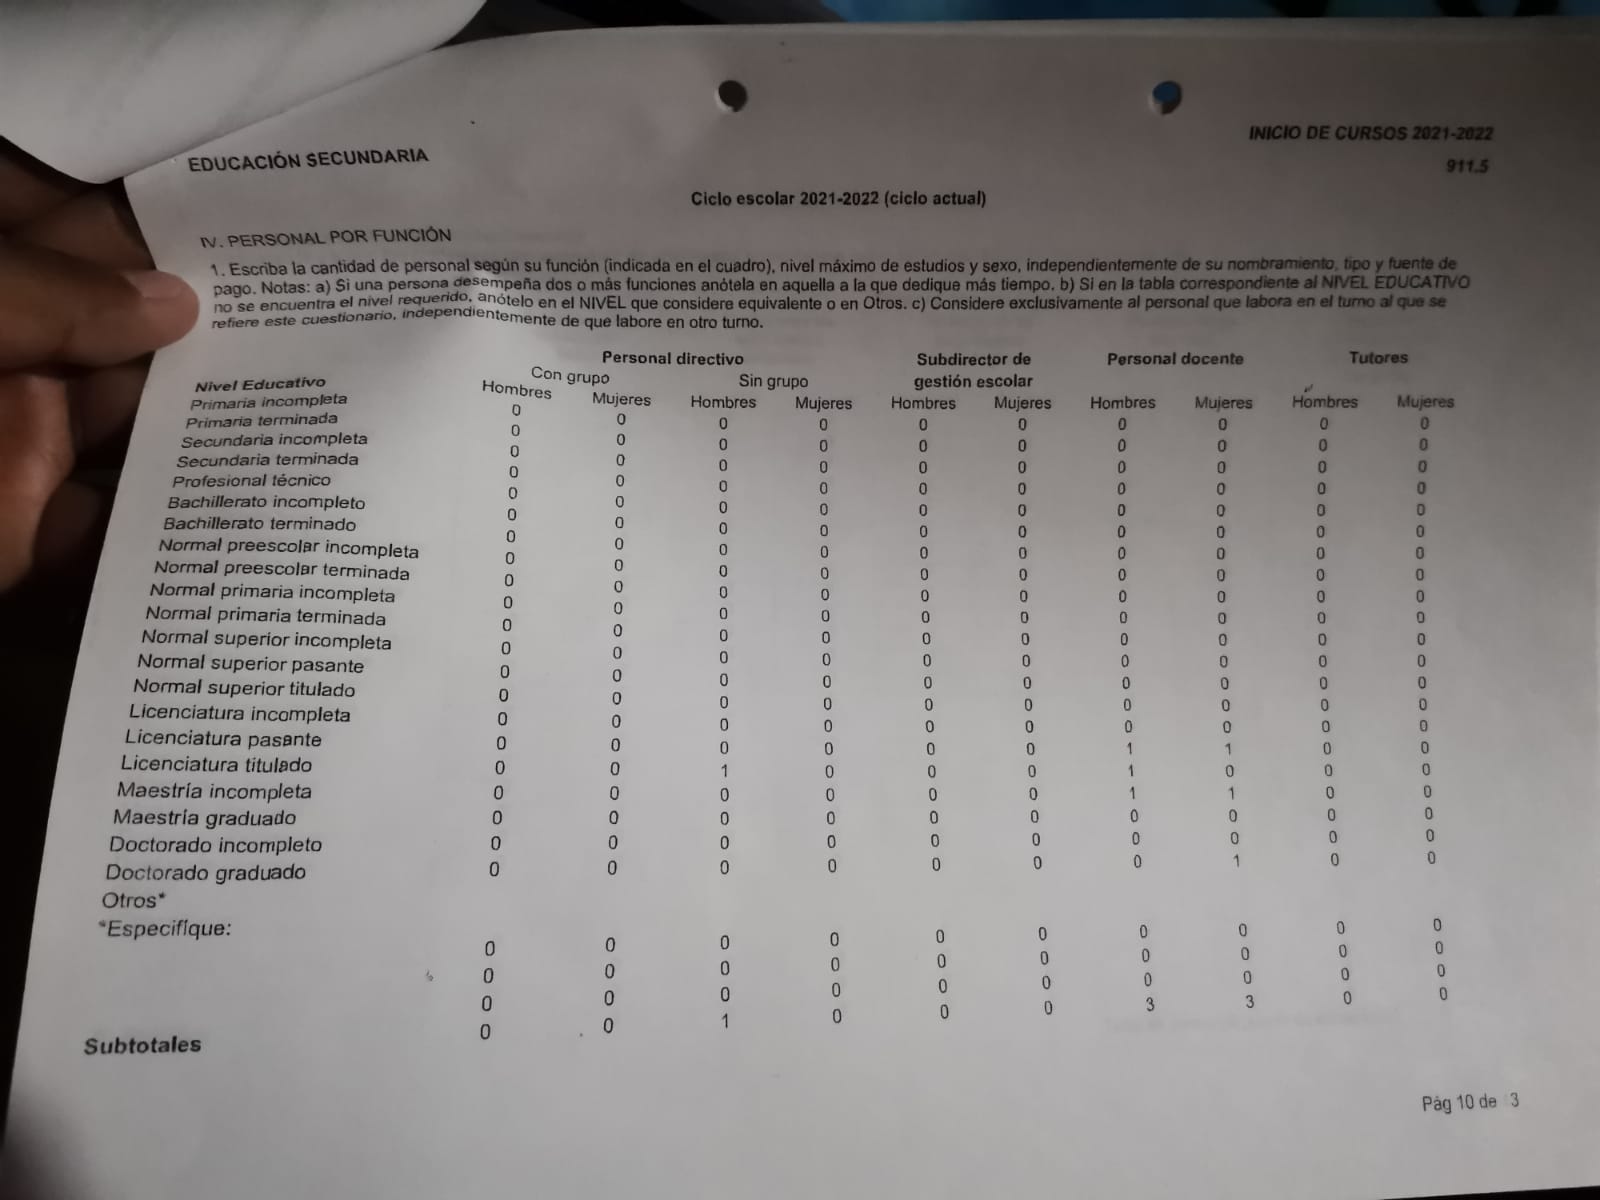 INICIO DE CURSOS 2021-2022
EDUCACIÓN SECUNDARIA
911.5
Ciclo escolar 2021-2022 (ciclo actual)
IV. PERSONAL POR FUNCIÓN
1. Escriba la cantidad de personal según su función (indicada en el cuadro), nivel máximo de estudios y sexo, independientemente de su nombramiento, tipo y fuente de
pago. Notas: a) Si una persona desempeña dos o más funciones anótela en aquella a la que dedique más tiempo. b) Si en la tabla correspondiente al NIVEL EDUCATIVO
no se encuentra el nivel requerido, anótelo en el NIVEL que considere equivalente o en Otros. c) Considere exclusivamente al personal que labora en el turno al que se
refiere este cuestionario, independientemente de que labore en otro turno.
Personal directivo Subdirector de Personal docente Tutores
Con grupo Sin grupo gestión escolar
Nivel Educativo Hombres Mujeres Hombres Mujeres Hombres Mujeres Hombres Mujeres Hombres Mujeres
Primaria incompleta 0 0 0 0 0 0 0 0 0 0
Primaria terminada 0 0 0 0 0 0 0 0 0 0
Secundaria incompleta 0 0 0 0 0 0 0 0 0 0
Secundaria terminada 0 0 0 0 0 0 0 0 0 0
Profesional técnico 0 0 0 0 0 0 0 0 0 0
Bachillerato incompleto 0 0 0 0 0 0 0 0 0 0
Bachillerato terminado 0 0 0 0 0 0 0 0 0 0
Normal preescolar incompleta 0 0 0 0 0 0 0 0 0 0
Normal preescolar terminada 0 0 0 0 0 0 0 0 0 0
Normal primaria incompleta 0 0 0 0 0 0 0 0 0 0
Normal primaria terminada 0 0 0 0 0 0 0 0 0 0
Normal superior incompleta 0 0 0 0 0 0 0 0 0 0
Normal superior pasante 0 0 0 0 0 0 0 0 0 0
Normal superior titulado 0 0 0 0 0 0 0 0 0 0
Licenciatura incompleta 0 0 0 0 0 0 0 0 0 0
Licenciatura pasante 0 0 0 0 0 0 1 1 0 0
Licenciatura titulado 0 0 1 0 0 0 1 0 0 0
Maestría incompleta 0 0 0 0 0 0 1 1 0 0
Maestría graduado 0 0 0 0 0 0 0 0 0 0
Doctorado incompleto 0 0 0 0 0 0 0 0 0 0
Doctorado graduado 0 0 0 0 0 0 0 1 0 0
Otros*
*Especifique:
0 0 0 0 0 0 0 0 0 0
0 0 0 0 0 0 0 0 0 0
0 0 0 0 0 0 0 0 0 0
Subtotales 0 0 1 0 0 0 3 3 0 0
Pág 10 de 3